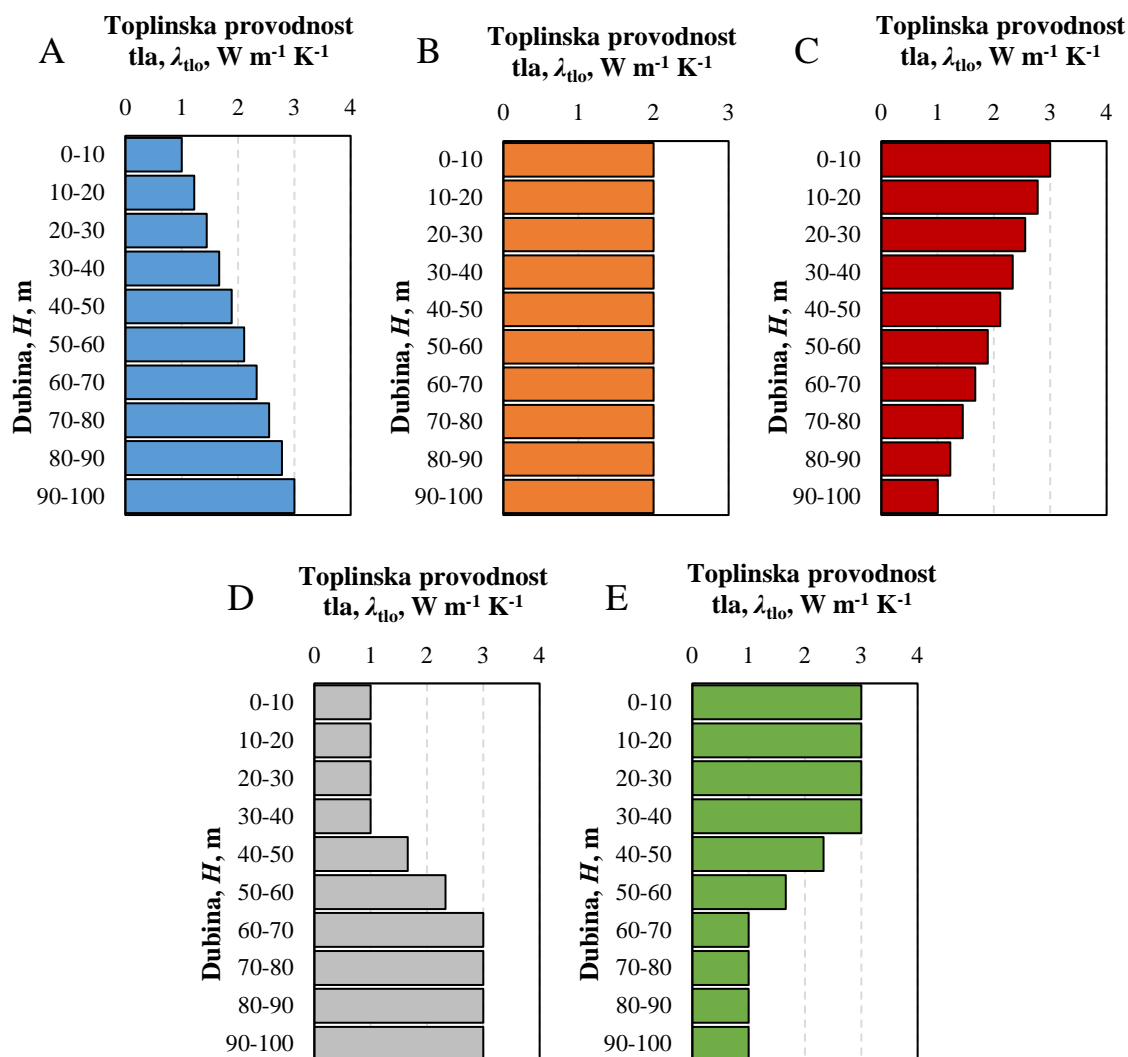 A
Toplinska provodnost
tla, λtlo, W m-1 K-1
0 1 2 3 4
Dubina, H, m
0-10
10-20
20-30
30-40
40-50
50-60
60-70
70-80
80-90
90-100
B
Toplinska provodnost
tla, λtlo, W m-1 K-1
0 1 2 3
Dubina, H, m
0-10
10-20
20-30
30-40
40-50
50-60
60-70
70-80
80-90
90-100
C
Toplinska provodnost
tla, λtlo, W m-1 K-1
0 1 2 3 4
Dubina, H, m
0-10
10-20
20-30
30-40
40-50
50-60
60-70
70-80
80-90
90-100
D
Toplinska provodnost
tla, λtlo, W m-1 K-1
0 1 2 3 4
Dubina, H, m
0-10
10-20
20-30
30-40
40-50
50-60
60-70
70-80
80-90
90-100
E
Toplinska provodnost
tla, λtlo, W m-1 K-1
0 1 2 3 4
Dubina, H, m
0-10
10-20
20-30
30-40
40-50
50-60
60-70
70-80
80-90
90-100